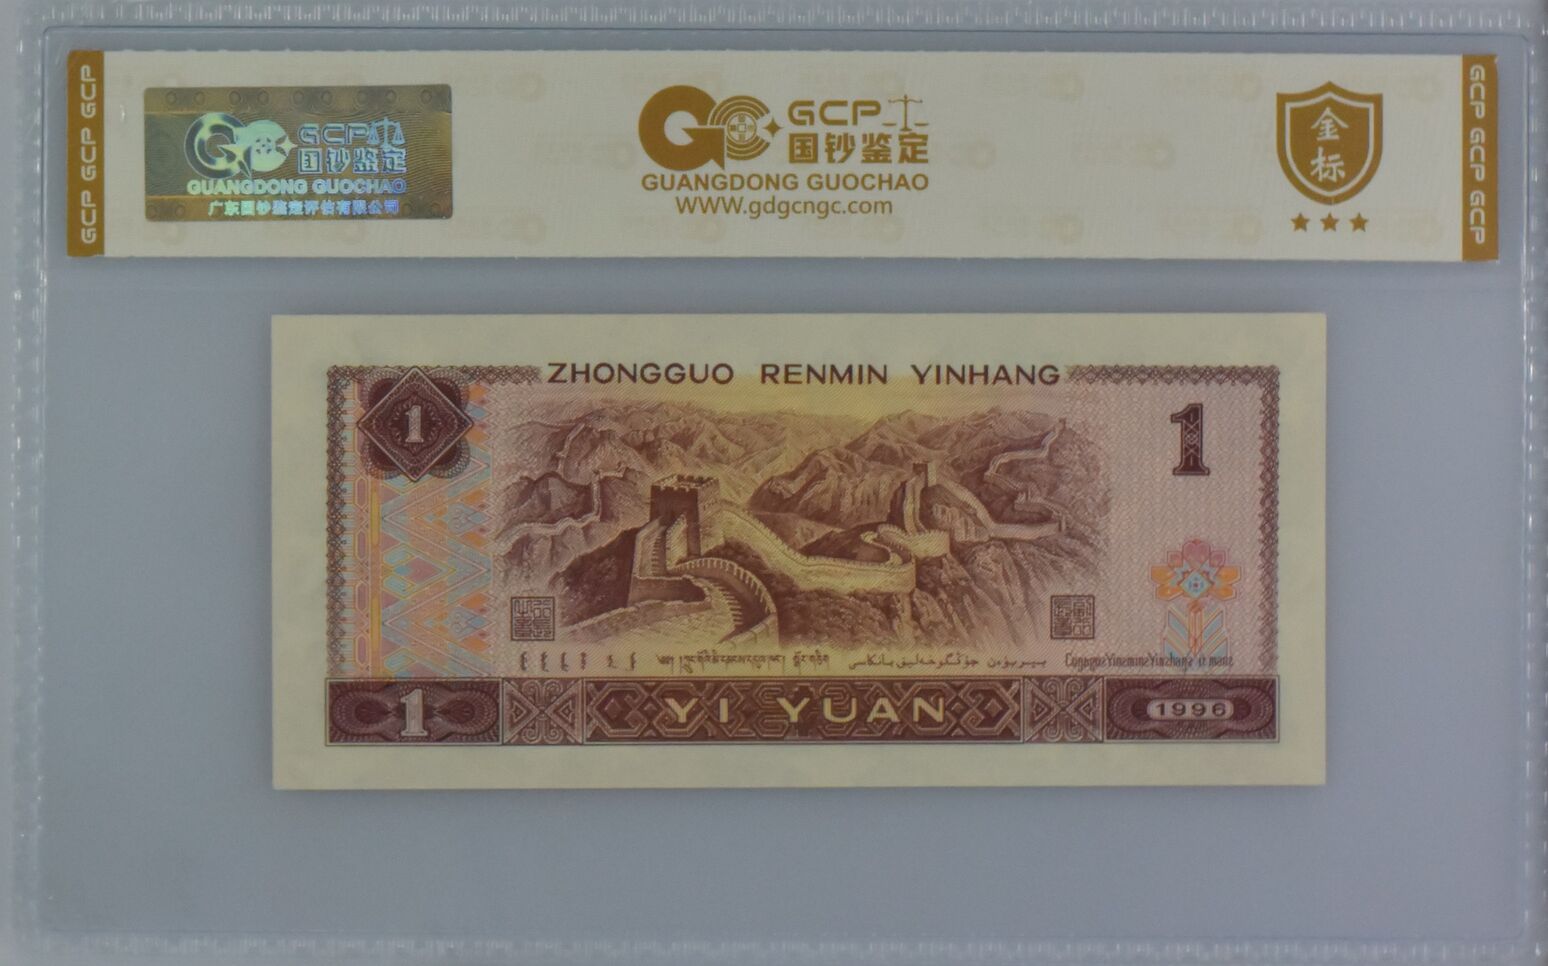 GCP GCP GCP
GCP
国钞鉴定
GUANGDONG GUOCHAO
广东国钞鉴定评估有限公司
GCP
国钞鉴定
GUANGDONG GUOCHAO
WWW.gdgcngc.com
金标
GCP GCP GCP
ZHONGGUO RENMIN YINHANG
1
1
1
YI YUAN
1996